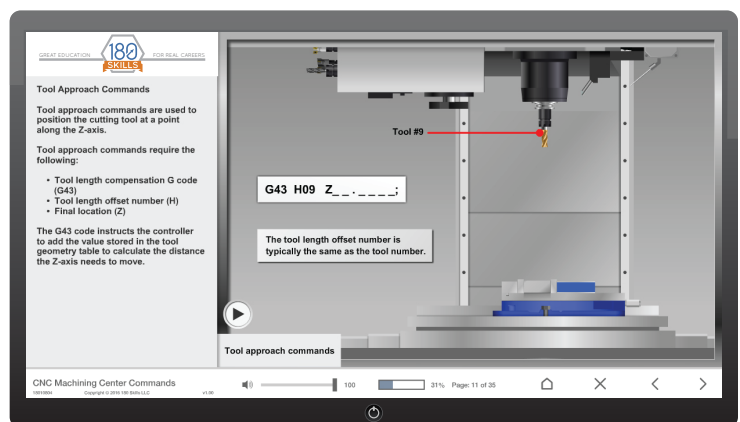 GREAT EDUCATION 180 SKILLS FOR REAL CAREERS
Tool Approach Commands
Tool approach commands are used to
position the cutting tool at a point
along the Z-axis.
Tool approach commands require the
following:
• Tool length compensation G code
(G43)
• Tool length offset number (H)
• Final location (Z)
The G43 code instructs the controller
to add the value stored in the tool
geometry table to calculate the distance
the Z-axis needs to move.
Tool #9
G43 H09 Z_ _ . _ _ _ _;
The tool length offset number is
typically the same as the tool number.
Tool approach commands
CNC Machining Center Commands
Copyright © 2016 180 Skills LLC v1.00
100
31% Page: 11 of 35